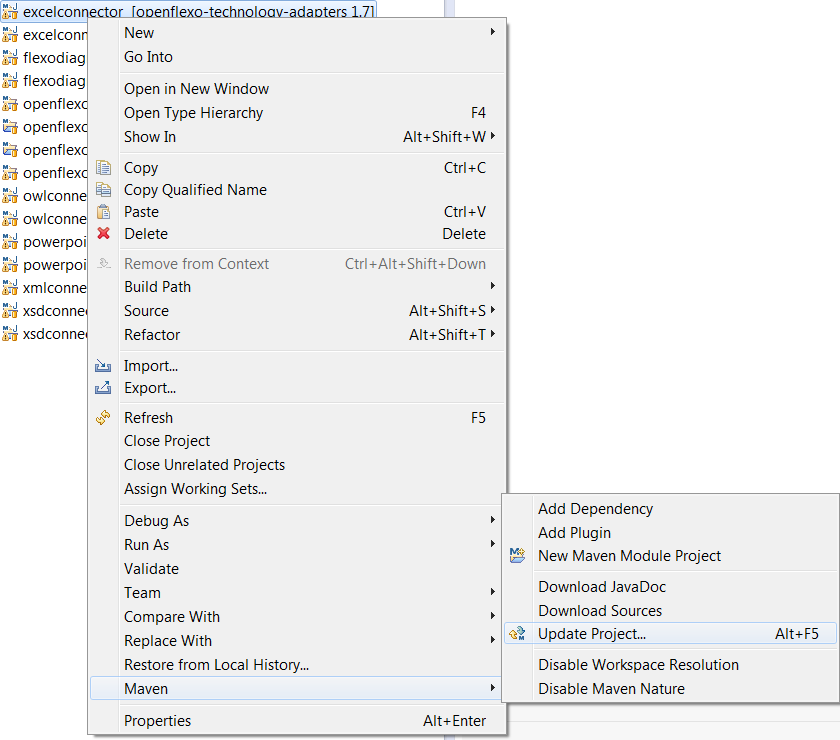 excelconnector [openflexo-technology-adapters 1.7]
excelconn
flexodiag
flexodiag
openflexo
openflexo
openflexo
openflexo
owlconne
owlconne
powerpoi
powerpoi
xmlconne
xsdconne
xsdconne
New
Go Into
Open in New Window
Open Type Hierarchy F4
Show In Alt+Shift+W
Copy Ctrl+C
Copy Qualified Name
Paste Ctrl+V
Delete Delete
Remove from Context Ctrl+Alt+Shift+Down
Build Path
Source Alt+Shift+S
Refactor Alt+Shift+T
Import...
Export...
Refresh F5
Close Project
Close Unrelated Projects
Assign Working Sets...
Debug As
Run As
Validate
Team
Compare With
Replace With
Restore from Local History...
Maven
Properties Alt+Enter
Add Dependency
Add Plugin
New Maven Module Project
Download JavaDoc
Download Sources
Update Project... Alt+F5
Disable Workspace Resolution
Disable Maven Nature